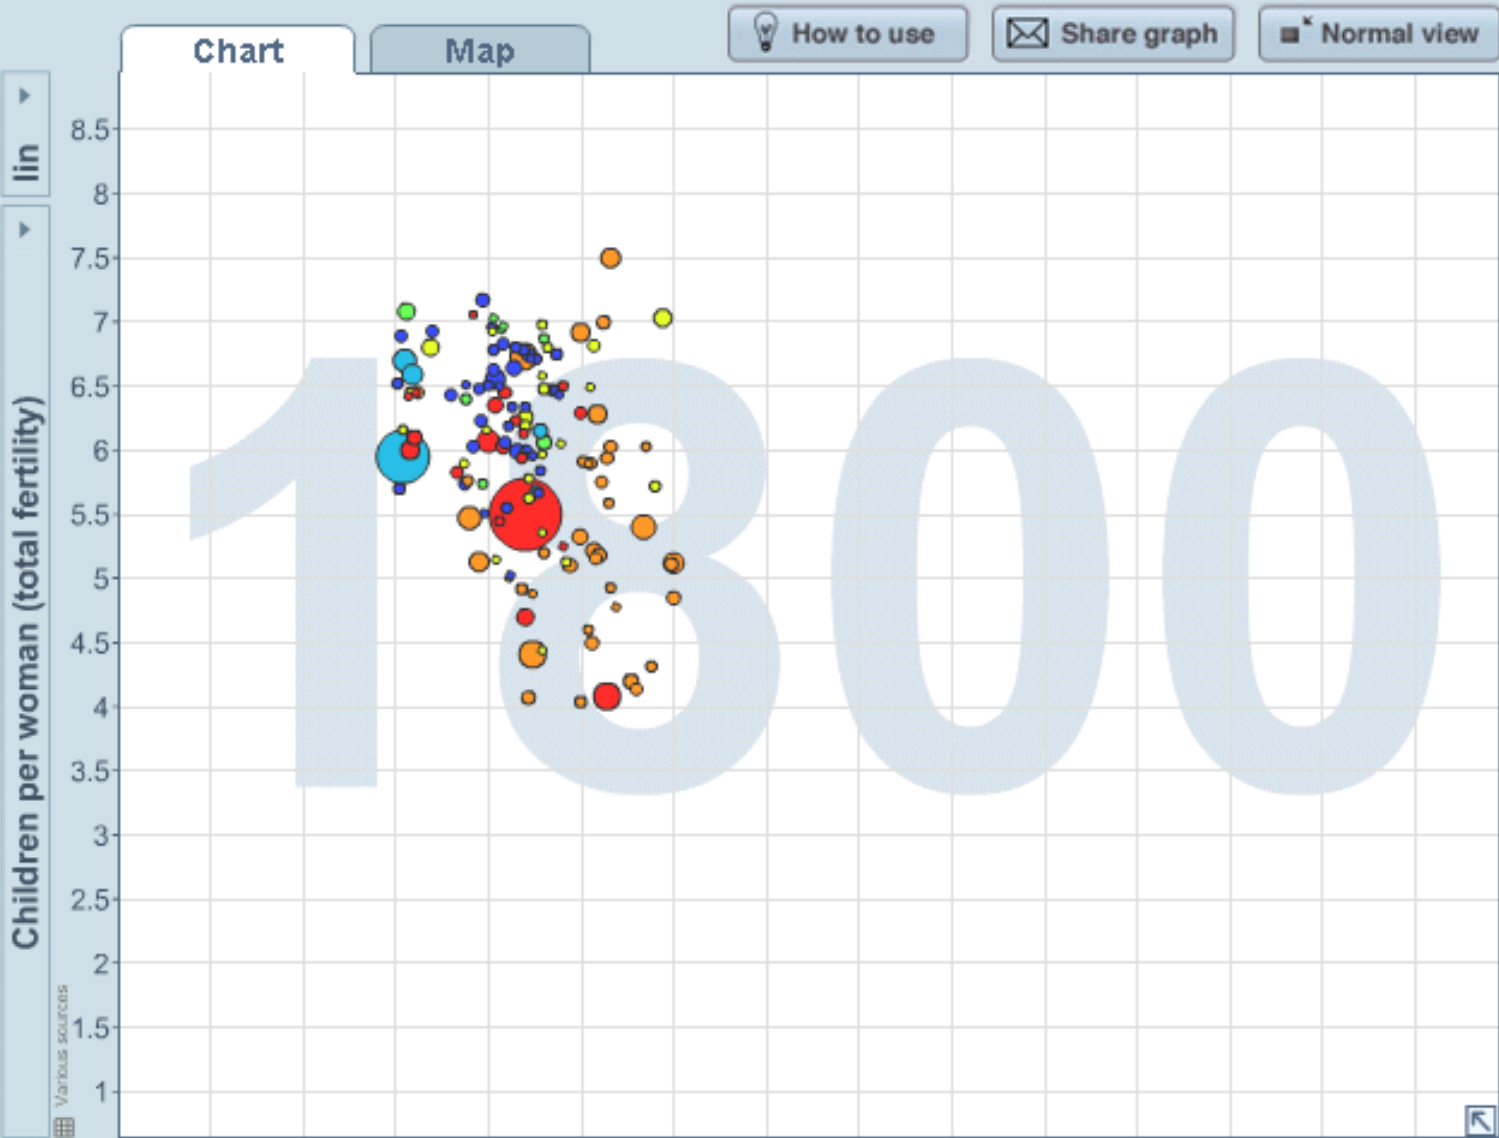 Chart
Map
How to use
Share graph
Normal view
lin
Children per woman (total fertility)
Various sources
8.5
8
7.5
7
6.5
6
5.5
5
4.5
4
3.5
3
2.5
2
1.5
1
1800